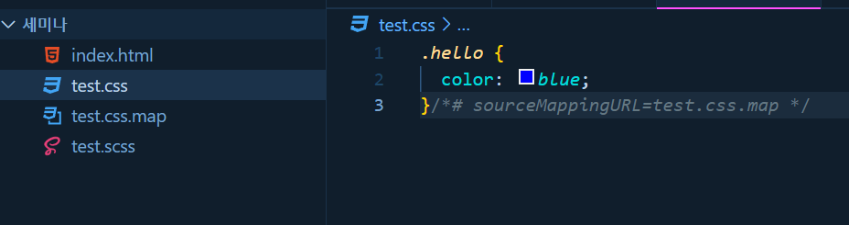 세미나
index.html
test.css
test.css.map
test.scss
test.css > ...
1 .hello {
2 color: blue;
3 }/*# sourceMappingURL=test.css.map */